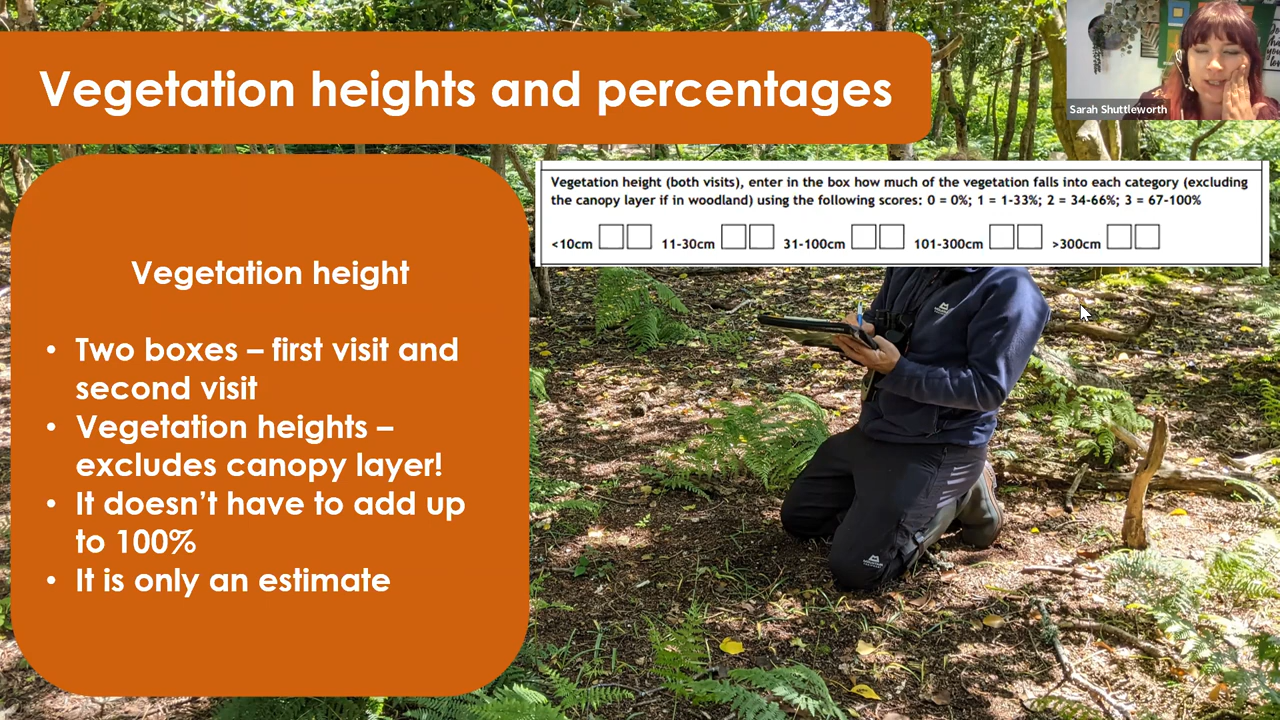 Vegetation heights and percentages
Sarah Shuttleworth
Vegetation height (both visits), enter in the box how much of the vegetation falls into each category (excluding
the canopy layer if in woodland) using the following scores: 0 = 0%; 1 = 1-33%; 2 = 34-66%; 3 = 67-100%
<10cm 11-30cm 31-100cm 101-300cm >300cm
Vegetation height
• Two boxes – first visit and
second visit
• Vegetation heights –
excludes canopy layer!
• It doesn’t have to add up
to 100%
• It is only an estimate